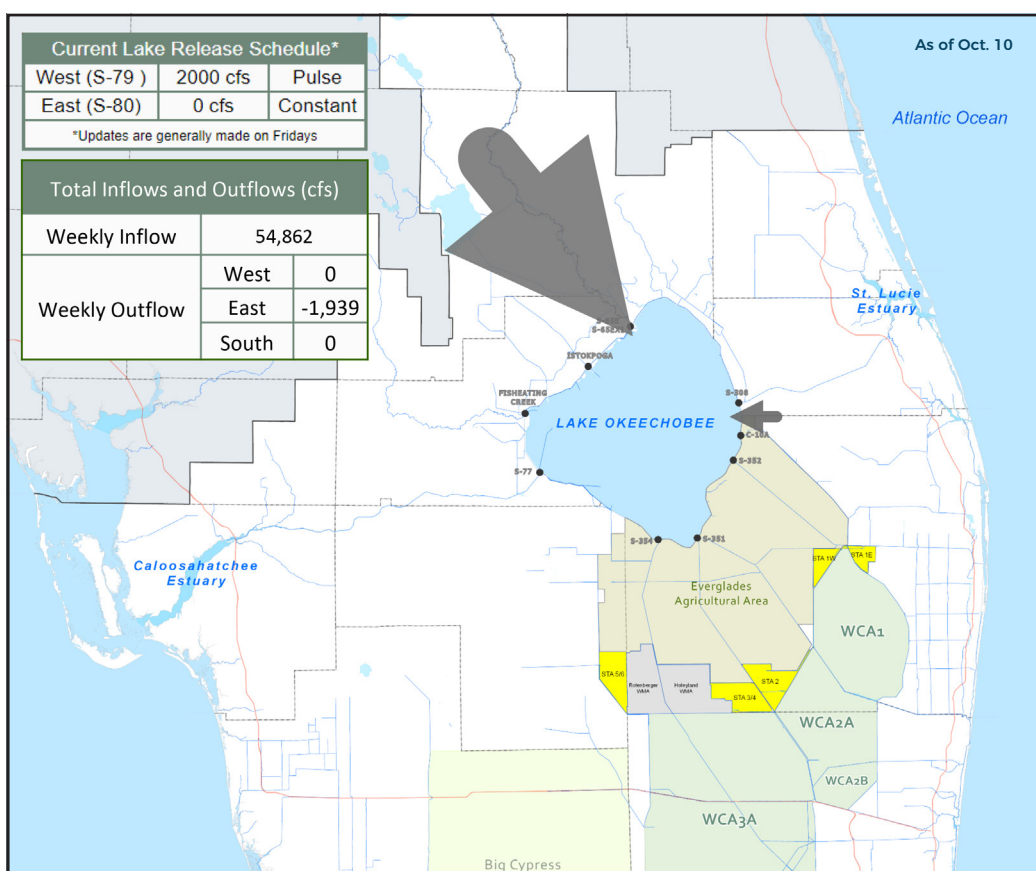 Current Lake Release Schedule*
West (S-79 ) 2000 cfs Pulse
East (S-80) 0 cfs Constant
*Updates are generally made on Fridays
As of Oct. 10
Atlantic Ocean
Total Inflows and Outflows (cfs)
Weekly Inflow 54,862
Weekly Outflow
West 0
East -1,939
South 0
St. Lucie
Estuary
ISTOKPOGA
FISHEATING
CREEK
S-308
LAKE OKEECHOBEE
C-10A
S-352
S-77
S-354
S-351
Caloosahatchee
Estuary
STA 1W
STA 1E
Everglades
Agricultural Area
WCA1
STA 5/6
Rotenberger
WMA
Holeyland
WMA
STA 2
STA 3/4
WCA2A
WCA2B
WCA3A
Big Cypress